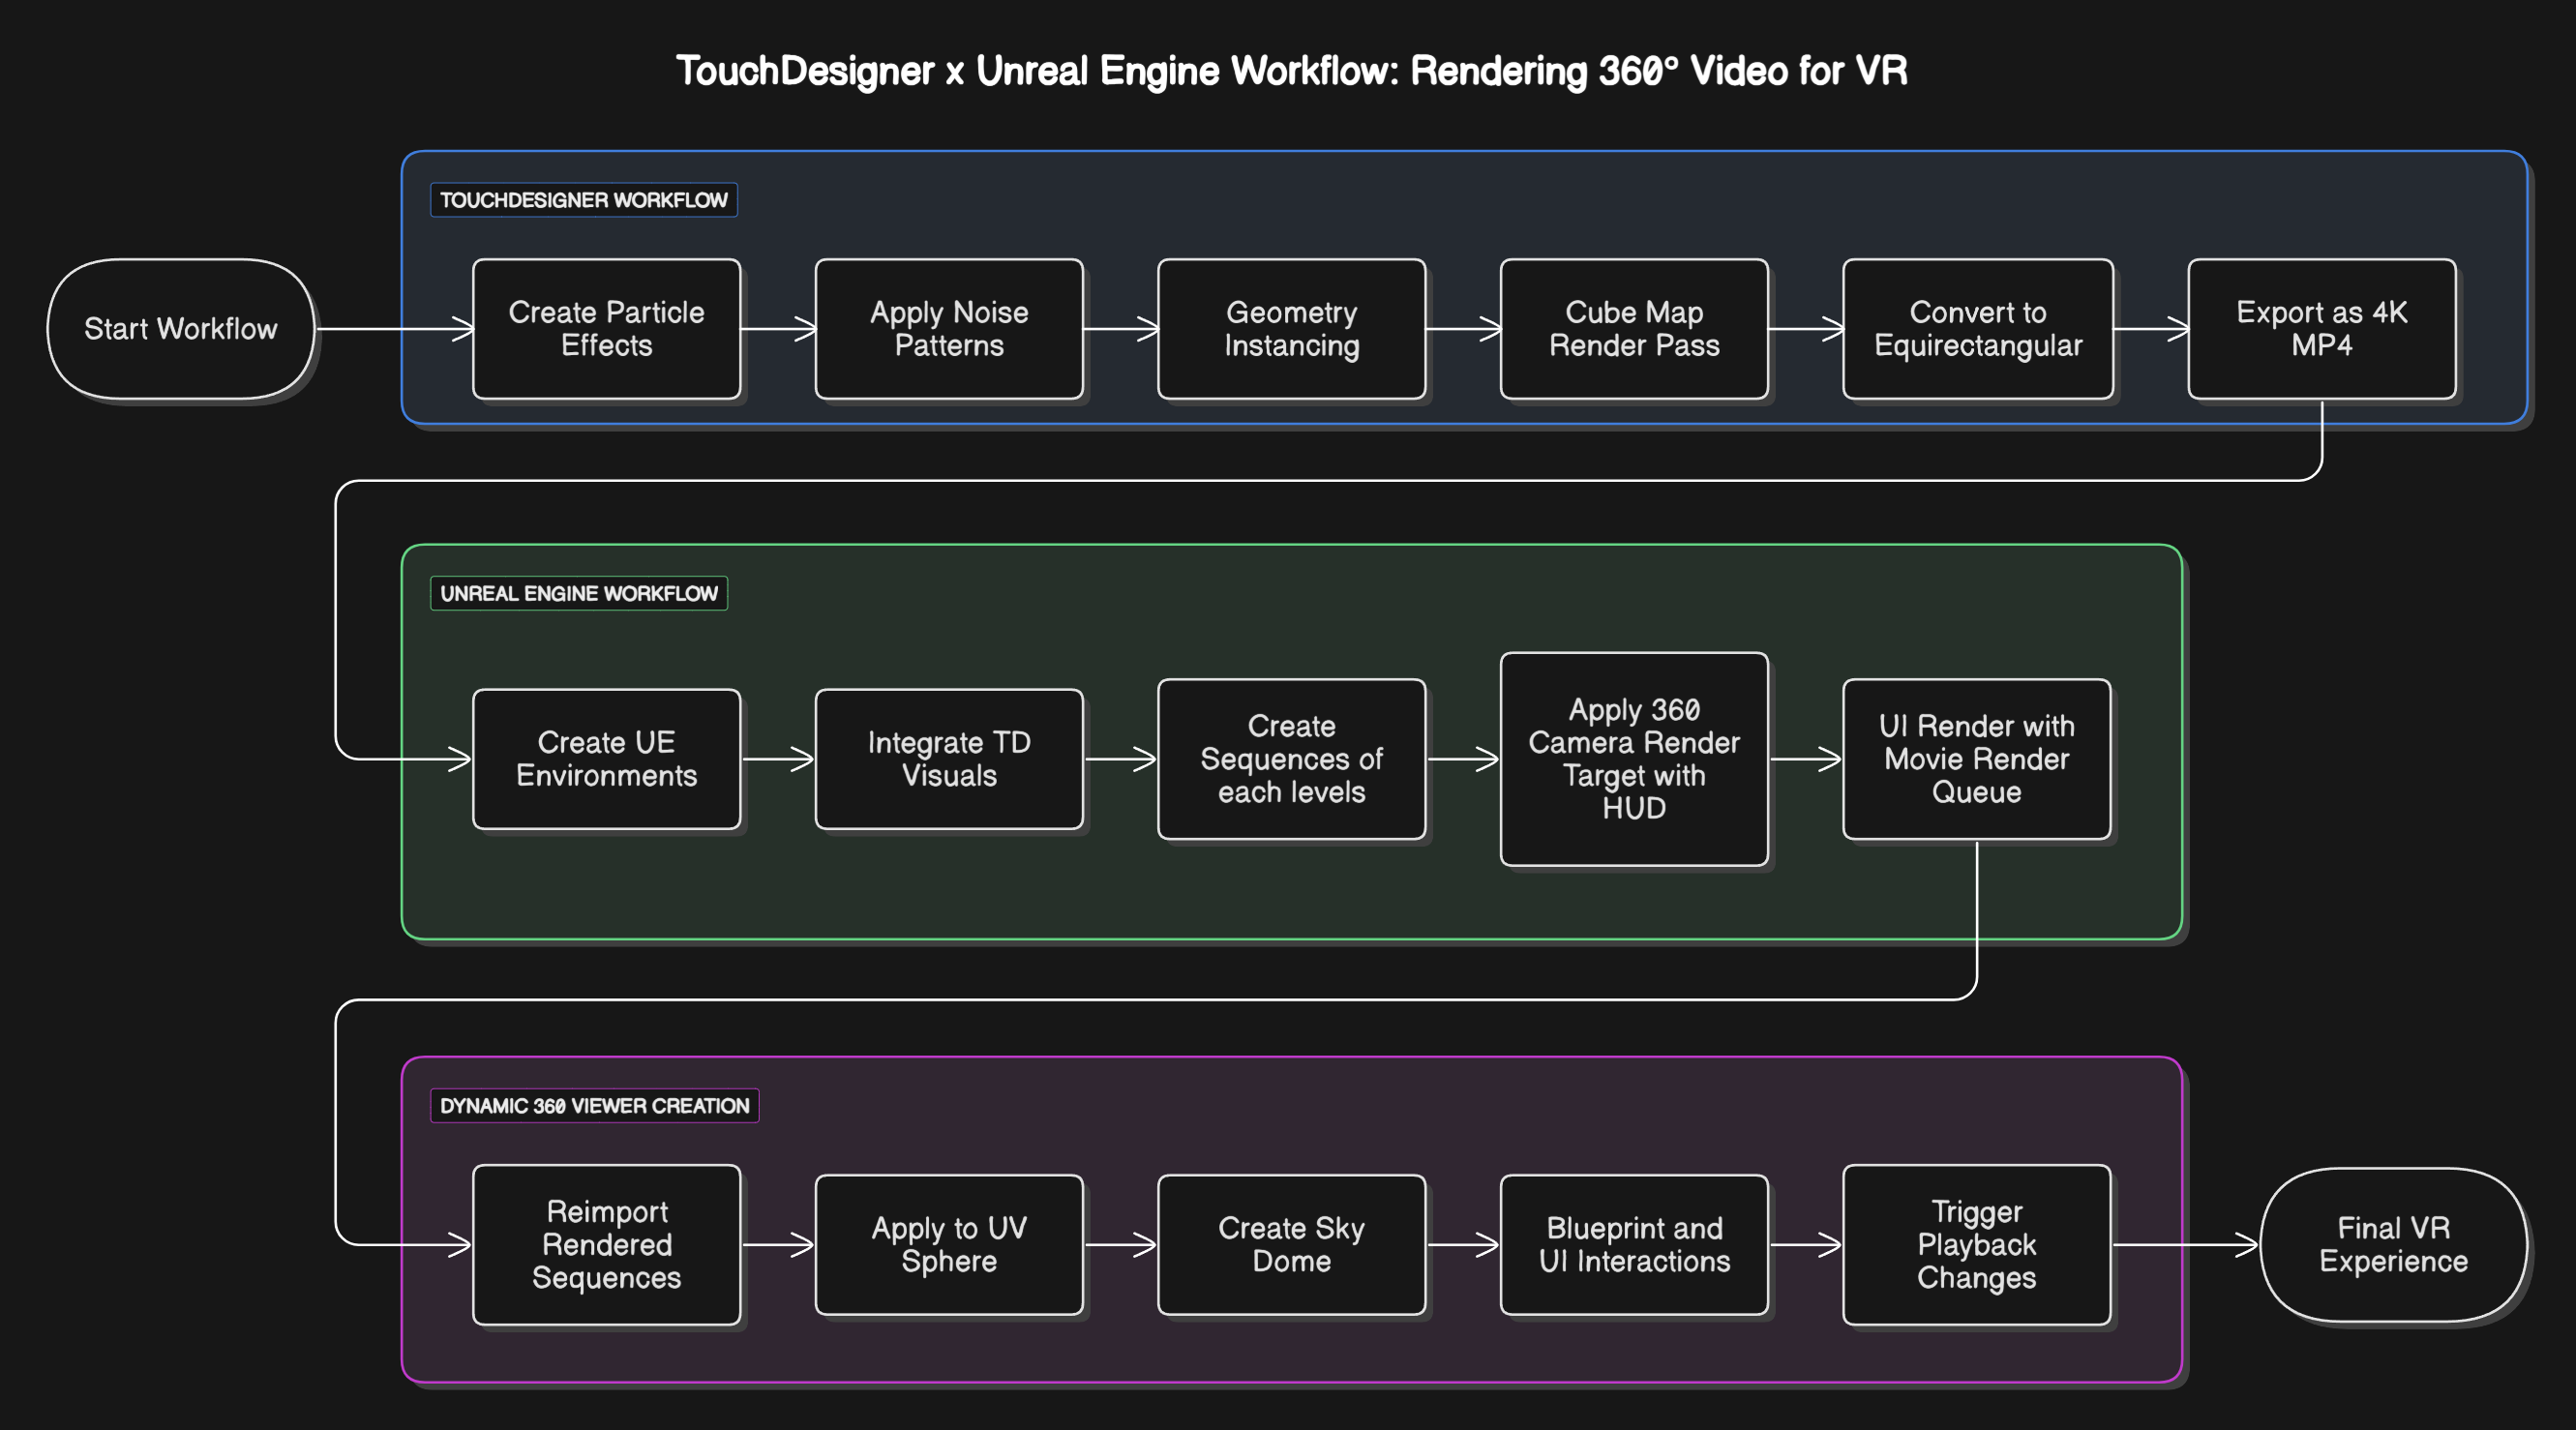 TouchDesigner x Unreal Engine Workflow: Rendering 360° Video for VR
TOUCHDESIGNER WORKFLOW
Start Workflow
Create Particle
Effects
Apply Noise
Patterns
Geometry
Instancing
Cube Map
Render Pass
Convert to
Equirectangular
Export as 4K
MP4
UNREAL ENGINE WORKFLOW
Create UE
Environments
Integrate TD
Visuals
Create
Sequences of
each levels
Apply 360
Camera Render
Target with
HUD
UI Render with
Movie Render
Queue
DYNAMIC 360 VIEWER CREATION
Reimport
Rendered
Sequences
Apply to UV
Sphere
Create Sky
Dome
Blueprint and
UI Interactions
Trigger
Playback
Changes
Final VR
Experience